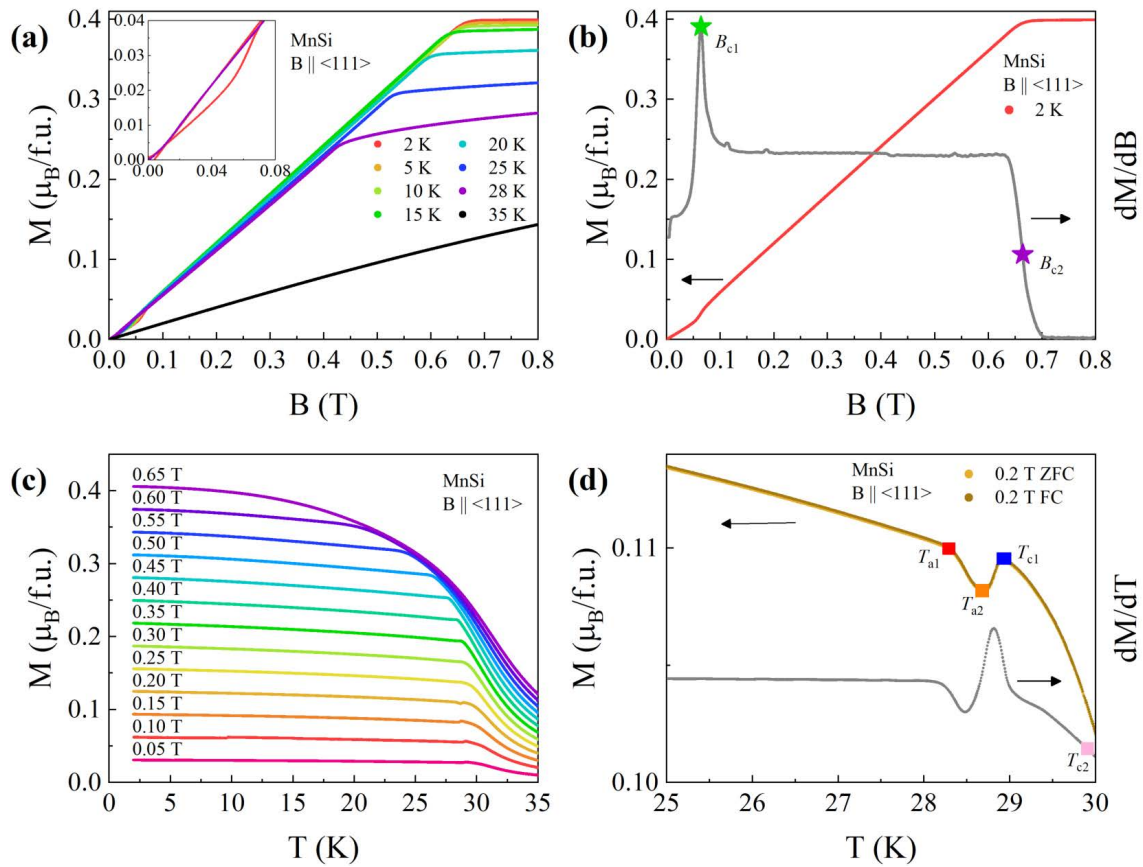 (a)
MnSi
B || <111>
0.04
0.03
0.02
0.01
0.00
0.00 0.04 0.08
2 K 20 K
5 K 25 K
10 K 28 K
15 K 35 K
0.4
0.3
0.2
0.1
0.0
M (μB/f.u.)
0.0 0.1 0.2 0.3 0.4 0.5 0.6 0.7 0.8
B (T)
(b)
Bc1
MnSi
B || <111>
2 K
Bc2
0.4
0.3
0.2
0.1
0.0
M (μB/f.u.)
dM/dB
0.0 0.1 0.2 0.3 0.4 0.5 0.6 0.7 0.8
B (T)
(c)
MnSi
B || <111>
0.65 T
0.60 T
0.55 T
0.50 T
0.45 T
0.40 T
0.35 T
0.30 T
0.25 T
0.20 T
0.15 T
0.10 T
0.05 T
0.4
0.3
0.2
0.1
0.0
M (μB/f.u.)
0 5 10 15 20 25 30 35
T (K)
(d)
MnSi
B || <111>
0.2 T ZFC
0.2 T FC
Ta1
Tc1
Ta2
Tc2
0.11
0.11
0.10
0.10
M (μB/f.u.)
dM/dT
25 26 27 28 29 30
T (K)